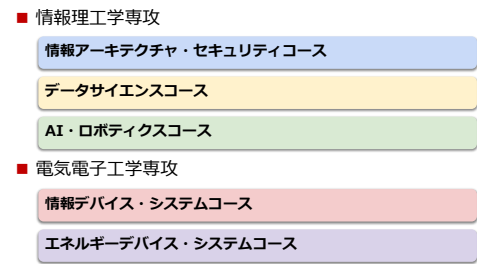 ■ 情報理工学専攻
情報アーキテクチャ・セキュリティコース
データサイエンスコース
AI・ロボティクスコース
■ 電気電子工学専攻
情報デバイス・システムコース
エネルギーデバイス・システムコース